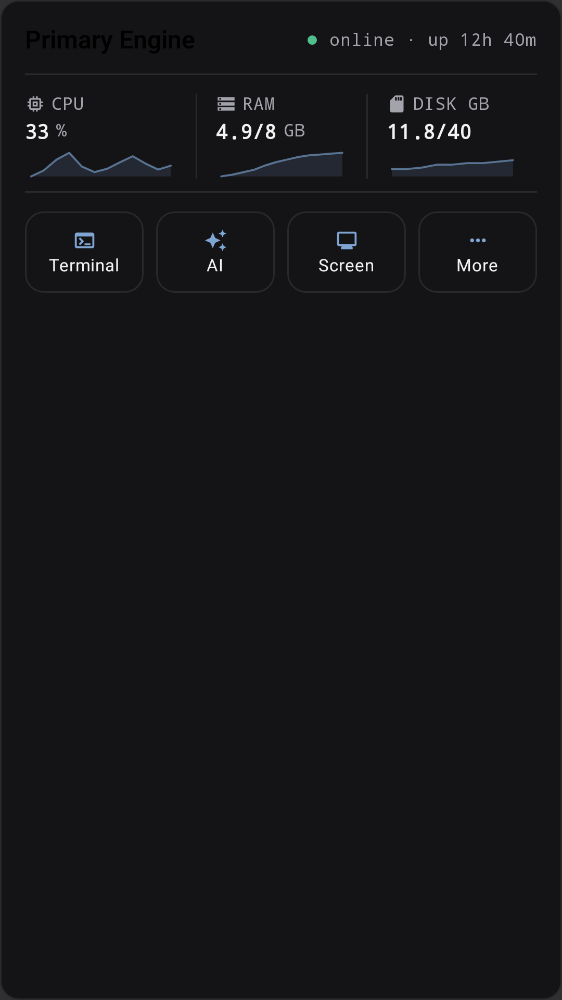 Primary Engine
online · up 12h 40m
CPU
33 %
RAM
4.9/8 GB
DISK GB
11.8/40
Terminal
AI
Screen
More